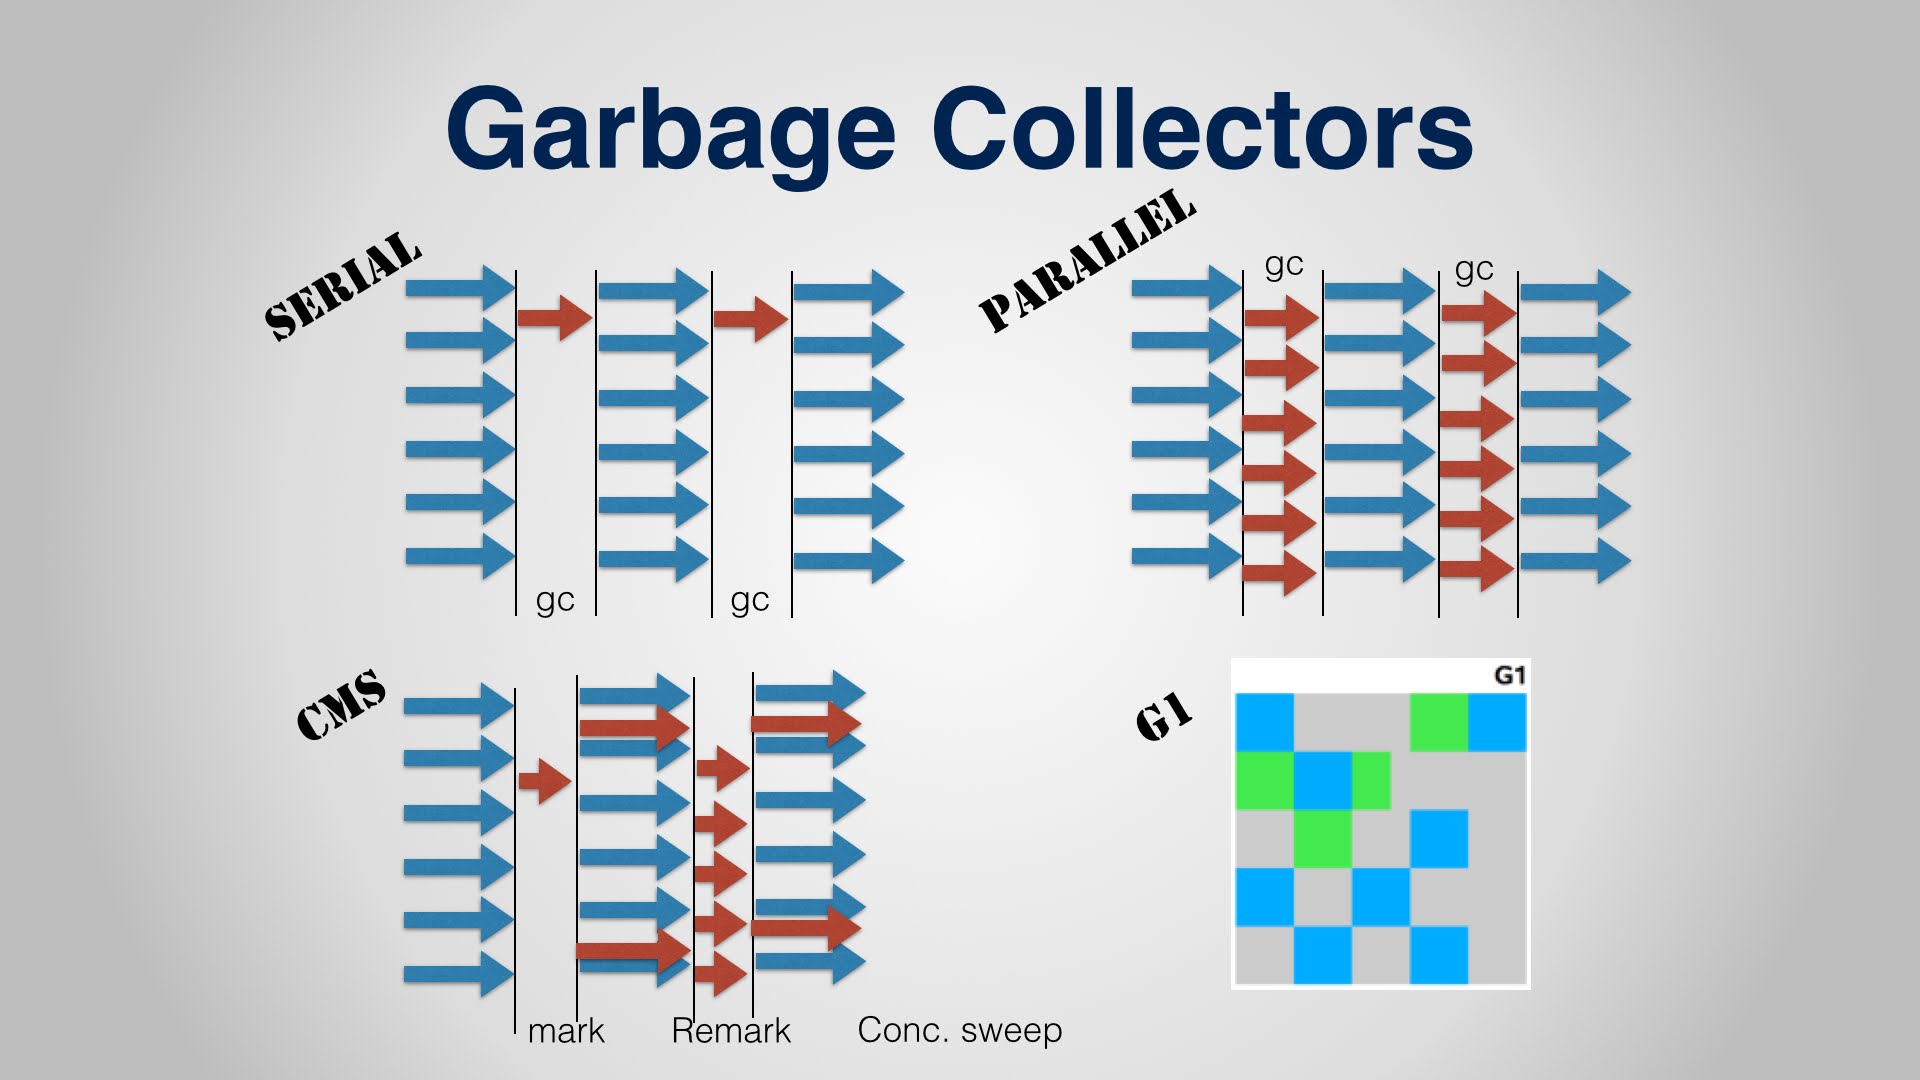 Garbage Collectors
SERIAL
gc
gc
PARALLEL
gc
gc
CMS
mark
Remark
Conc. sweep
G1
G1